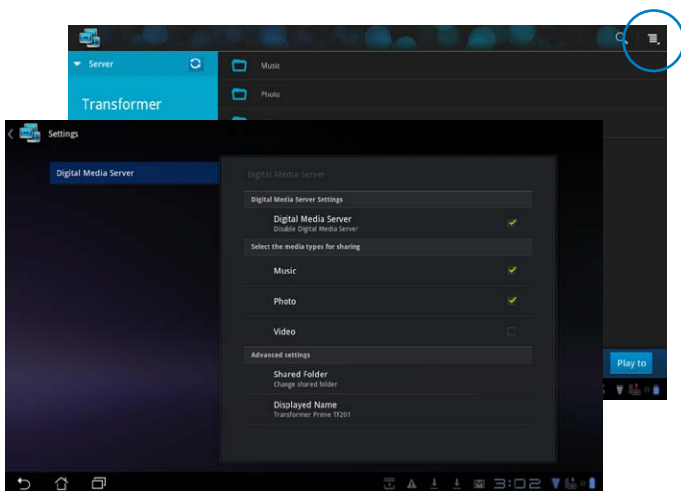 Server
Music
Transformer
Photo
Settings
Digital Media Server
Digital Media Server
Digital Media Server Settings
Digital Media Server
Disable Digital Media Server
Select the media types for sharing
Music
Photo
Video
Advanced settings
Shared Folder
Change shared folder
Displayed Name
Transformer Prime TF201
Play to
3:02